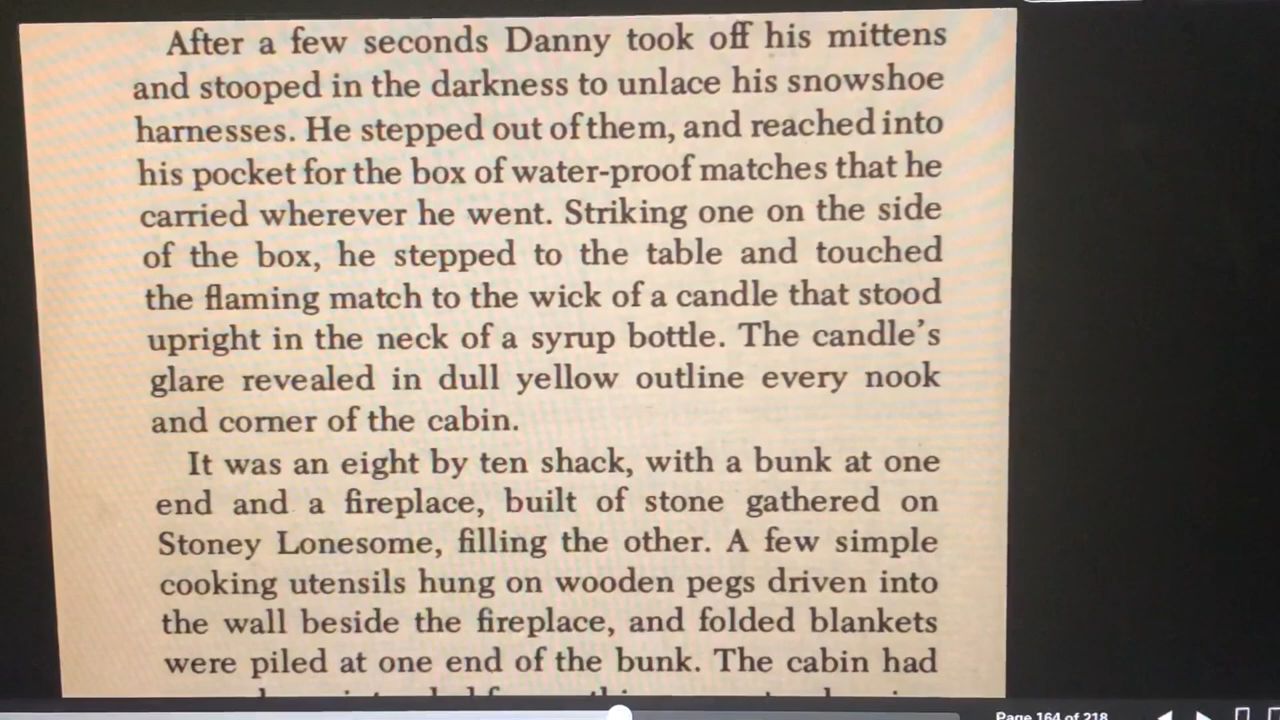 After a few seconds Danny took off his mittens
and stooped in the darkness to unlace his snowshoe
harnesses. He stepped out of them, and reached into
his pocket for the box of water-proof matches that he
carried wherever he went. Striking one on the side
of the box, he stepped to the table and touched
the flaming match to the wick of a candle that stood
upright in the neck of a syrup bottle. The candle's
glare revealed in dull yellow outline every nook
and corner of the cabin.
It was an eight by ten shack, with a bunk at one
end and a fireplace, built of stone gathered on
Stoney Lonesome, filling the other. A few simple
cooking utensils hung on wooden pegs driven into
the wall beside the fireplace, and folded blankets
were piled at one end of the bunk. The cabin had
Page 164 of 218